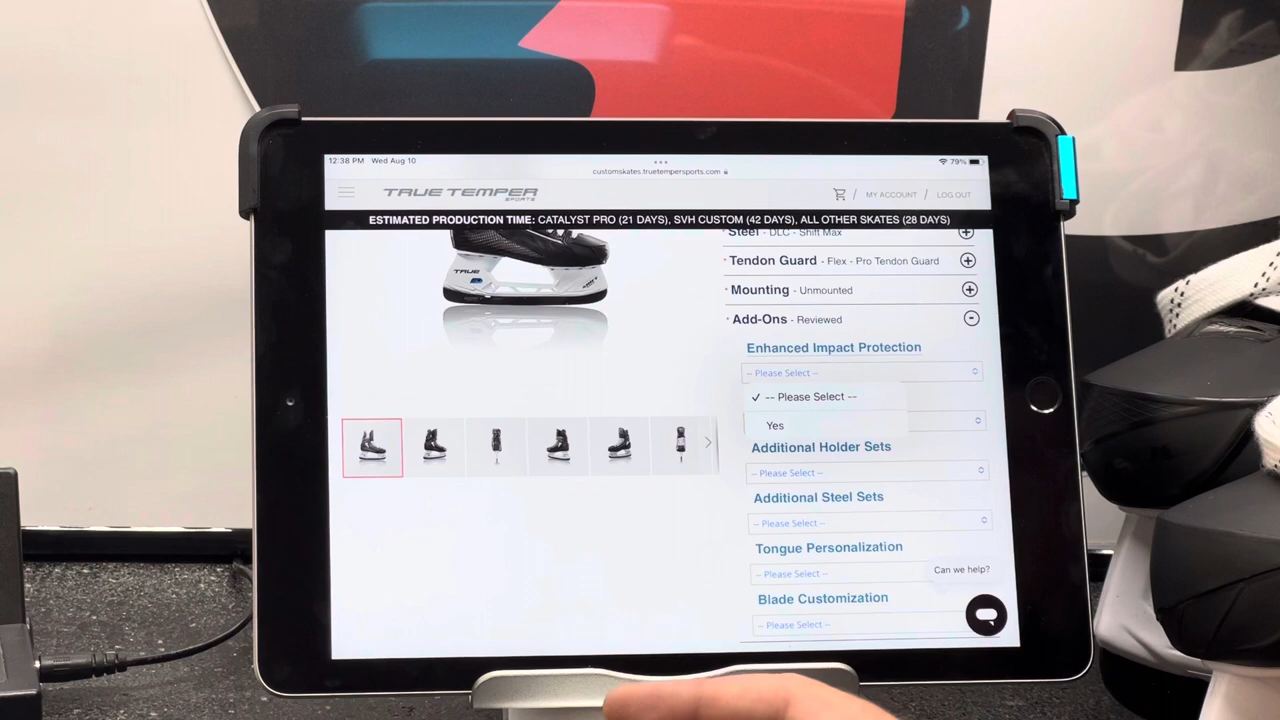 12:38 PM Wed Aug 10
79%
customskates.truetempersports.com
TRUE TEMPER
SPORTS
/ MY ACCOUNT / LOG OUT
ESTIMATED PRODUCTION TIME: CATALYST PRO (21 DAYS), SVH CUSTOM (42 DAYS), ALL OTHER SKATES (28 DAYS)
Steel - DLC - Shift Max
* Tendon Guard - Flex - Pro Tendon Guard
* Mounting - Unmounted
* Add-Ons - Reviewed
Enhanced Impact Protection
-- Please Select --
✓ -- Please Select --
Yes
Additional Holder Sets
-- Please Select --
Additional Steel Sets
-- Please Select --
Tongue Personalization
-- Please Select --
Can we help?
Blade Customization
-- Please Select --
TRUE